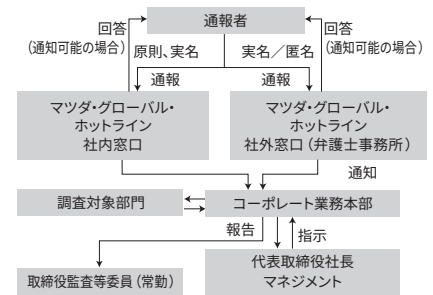 通報者
回答
(通知可能の場合)
回答
(通知可能の場合)
原則、実名
実名／匿名
通報
通報
マツダ・グローバル・
ホットライン
社内窓口
マツダ・グローバル・
ホットライン
社外窓口(弁護士事務所)
通知
調査対象部門
コーポレート業務本部
報告
指示
取締役監査等委員(常勤)
代表取締役社長
マネジメント